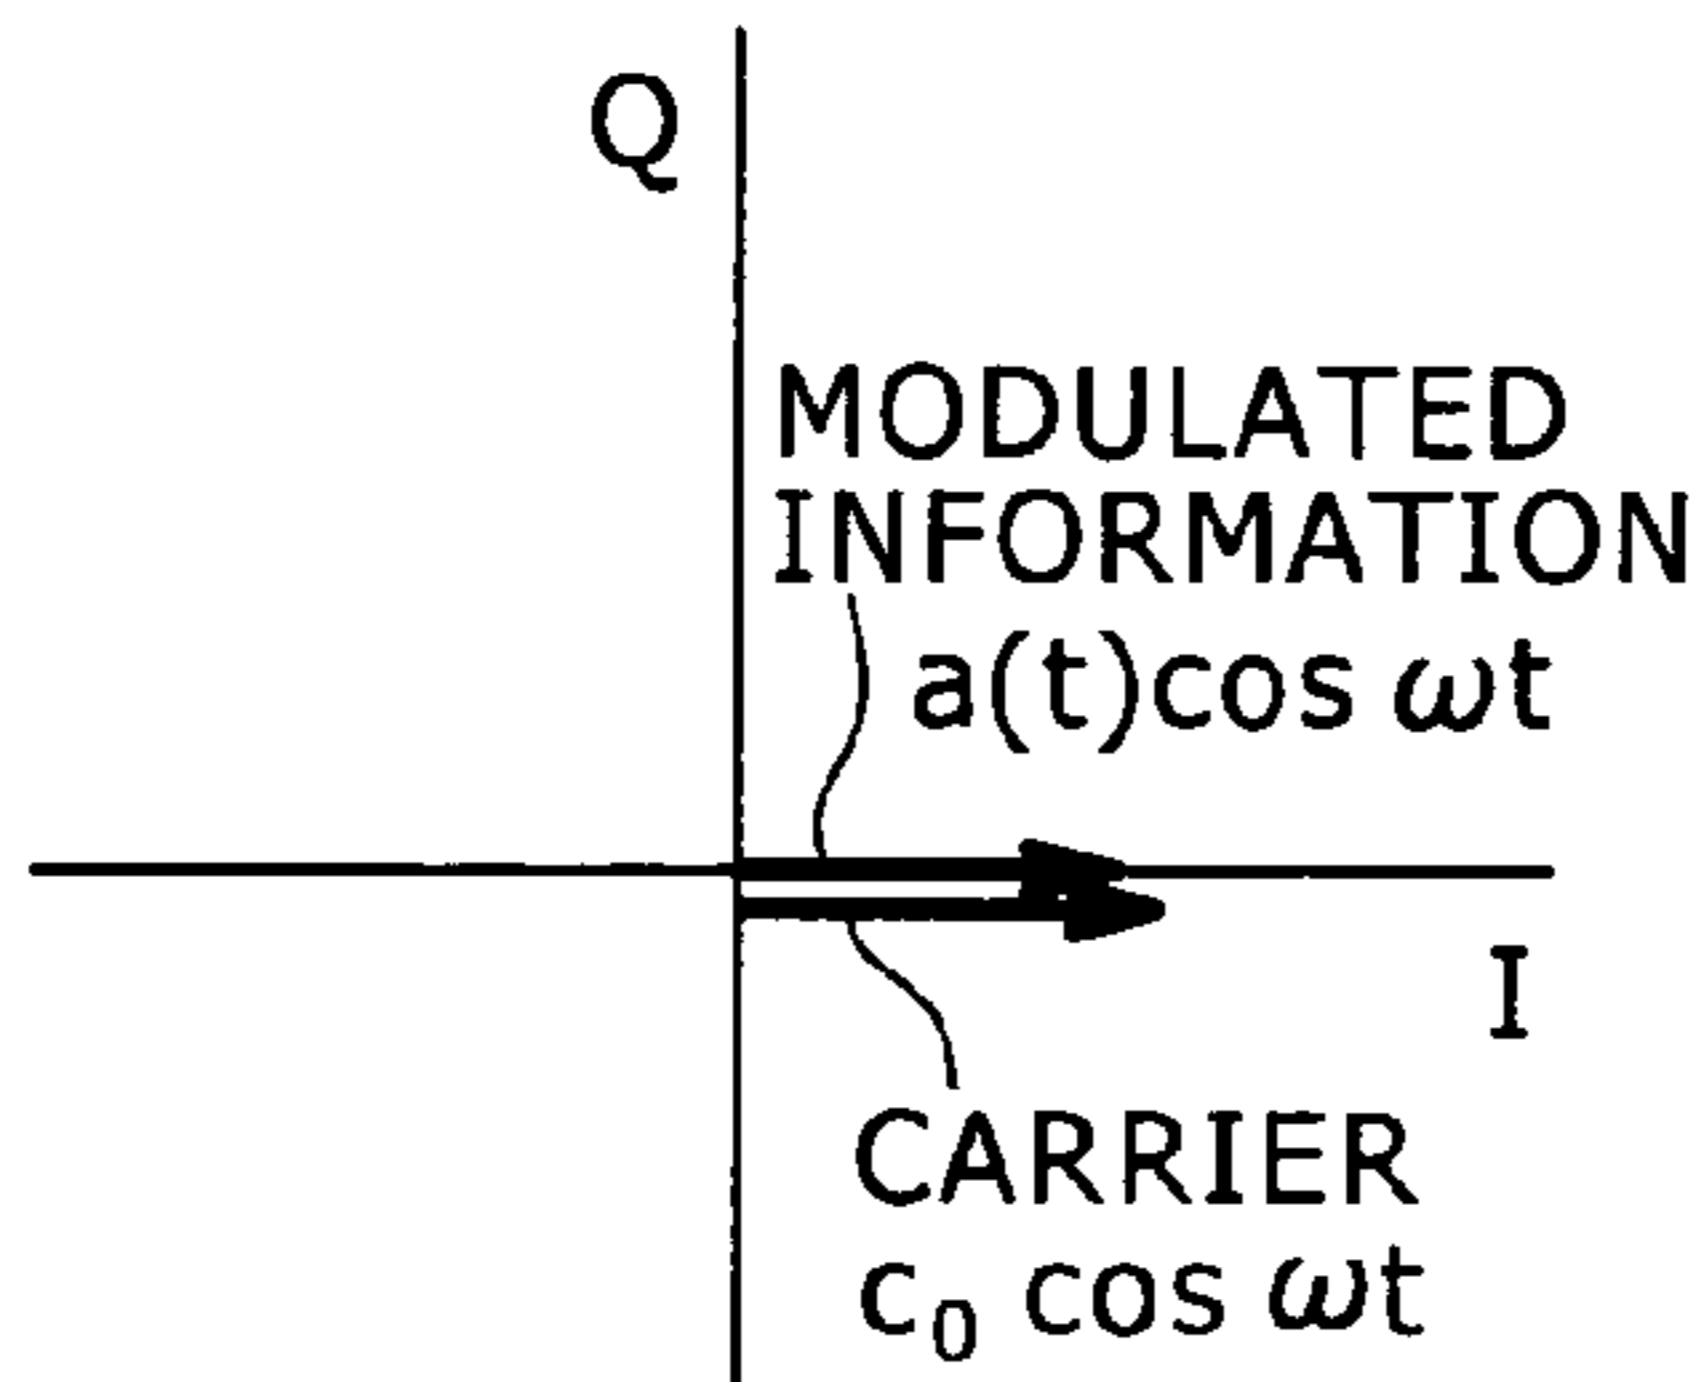 Q
MODULATED
INFORMATION
a(t)cos ωt
I
CARRIER
c₀ cos ωt